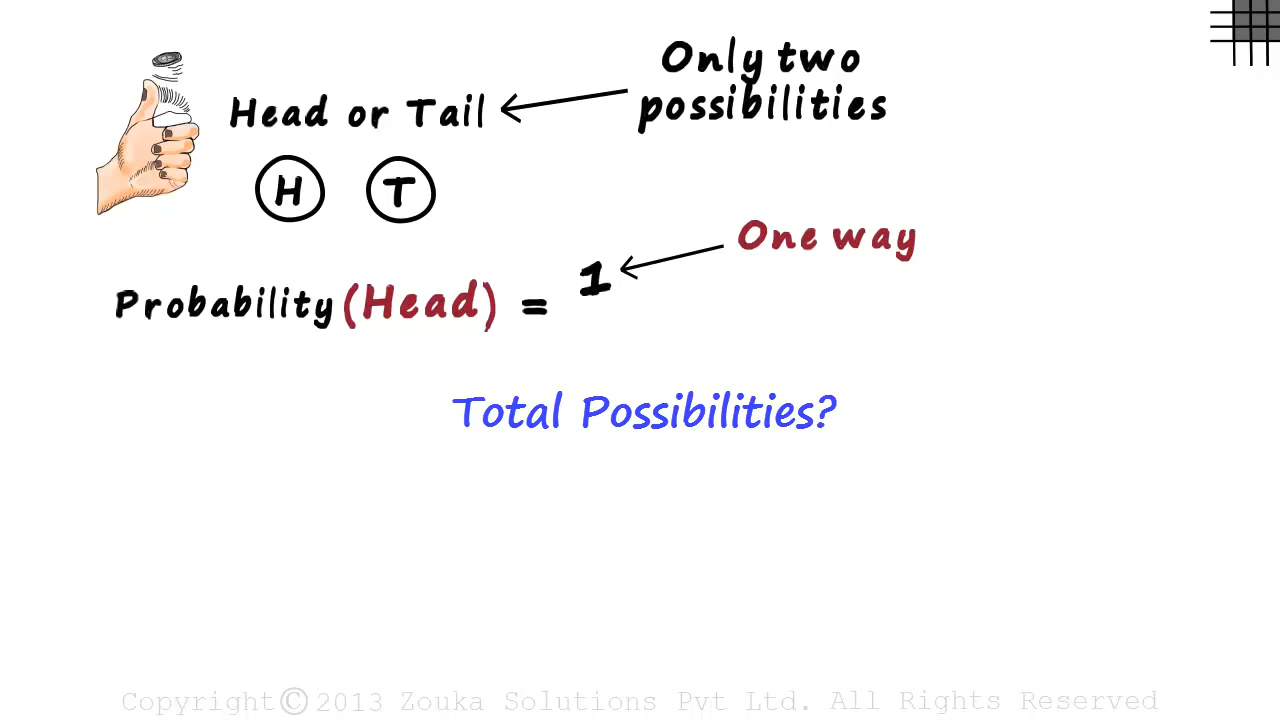 Only two
possibilities
Head or Tail
H T
One way
Probability (Head) = 1
Total Possibilities?
Copyright © 2013 Zouka Solutions Pvt Ltd. All Rights Reserved